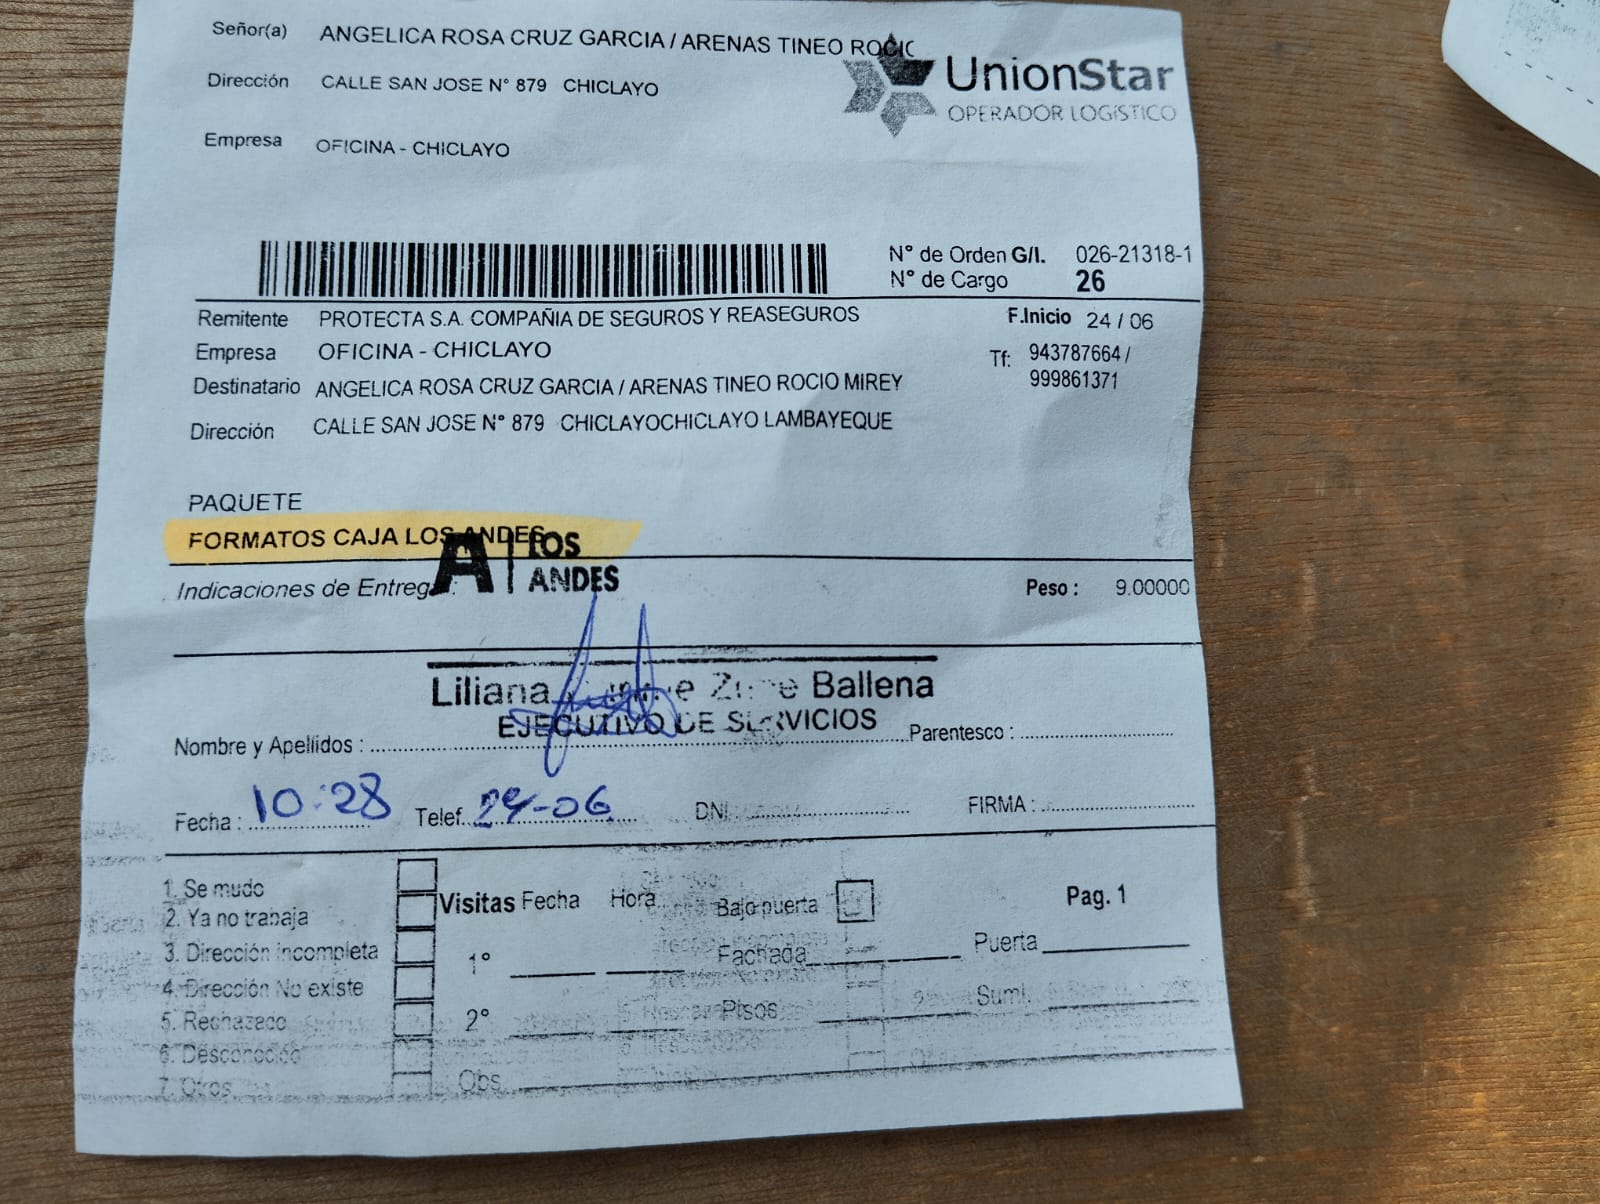 Señor(a) ANGELICA ROSA CRUZ GARCIA / ARENAS TINEO ROCIO
UnionStar
OPERADOR LOGíSTICO
Dirección CALLE SAN JOSE N° 879 CHICLAYO
Empresa OFICINA - CHICLAYO
N° de Orden G/I. 026-21318-1
N° de Cargo 26
Remitente PROTECTA S.A. COMPAÑIA DE SEGUROS Y REASEGUROS F.Inicio 24 / 06
Empresa OFICINA - CHICLAYO Tf: 943787664 /
999861371
Destinatario ANGELICA ROSA CRUZ GARCIA / ARENAS TINEO ROCIO MIREY
Dirección CALLE SAN JOSE N° 879 CHICLAYOCHICLAYO LAMBAYEQUE
PAQUETE
FORMATOS CAJA LOS ANDES
A | LOS
ANDES
Indicaciones de Entrega : Peso : 9.00000
Liliana Ballena
EJECUTIVO DE SERVICIOS
Nombre y Apellidos : Parentesco :
Fecha : 10:28 Telef. 24-06 DNI FIRMA :
1. Se mudo
2. Ya no trabaja
3. Dirección incompleta
4. Dirección No existe
5. Rechazado
6. Desconocido
7. Otros
Visitas Fecha Hora Bajo puerta Pag. 1
1° Fachada Puerta
2° Pisos Sumi.
Obs